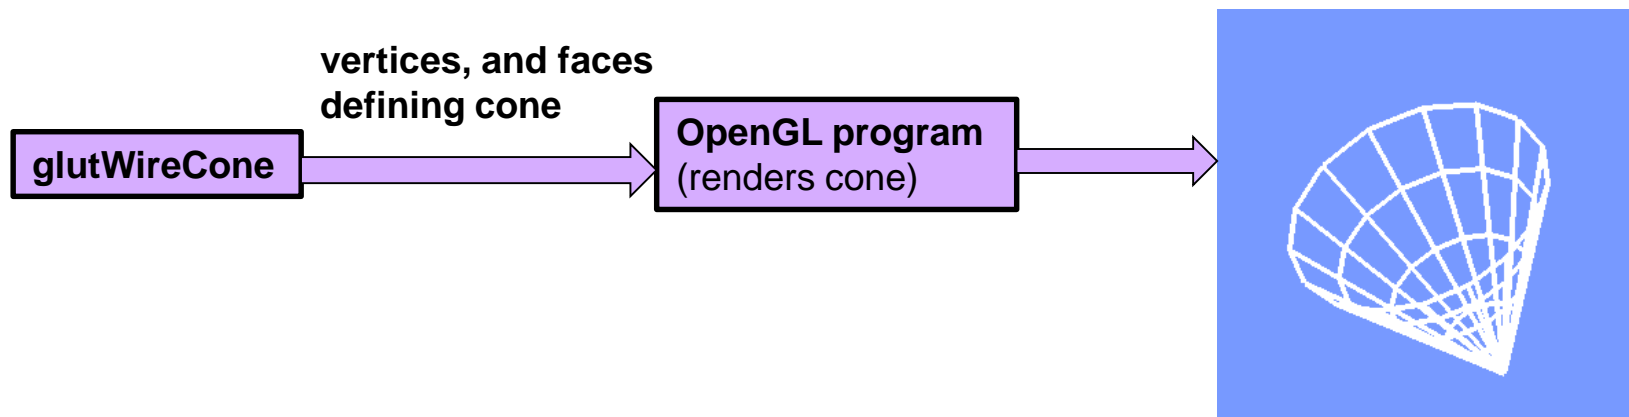 vertices, and faces
defining cone
glutWireCone
OpenGL program
(renders cone)